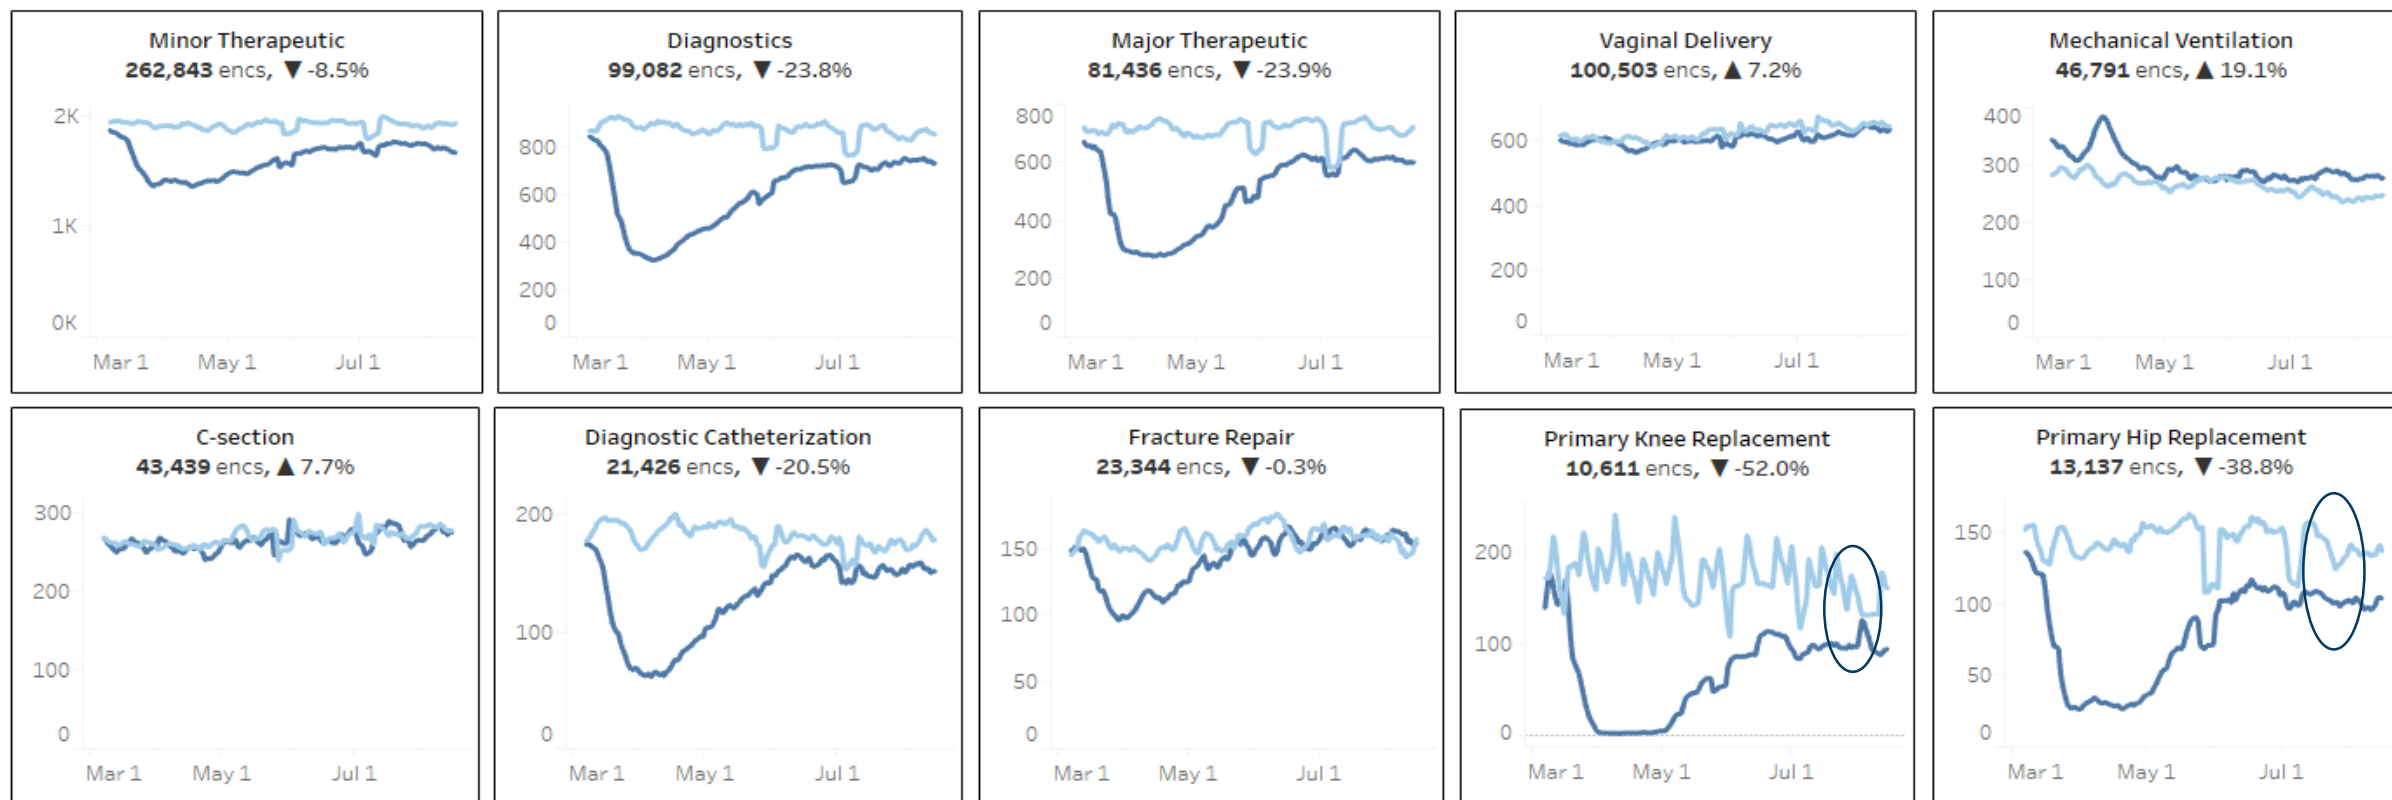 Minor Therapeutic
262,843 encs, ▼ -8.5%
2K
1K
0K
Mar 1 May 1 Jul 1
Diagnostics
99,082 encs, ▼ -23.8%
800
600
400
200
0
Mar 1 May 1 Jul 1
Major Therapeutic
81,436 encs, ▼ -23.9%
800
600
400
200
0
Mar 1 May 1 Jul 1
Vaginal Delivery
100,503 encs, ▲ 7.2%
600
400
200
0
Mar 1 May 1 Jul 1
Mechanical Ventilation
46,791 encs, ▲ 19.1%
400
300
200
100
0
Mar 1 May 1 Jul 1
C-section
43,439 encs, ▲ 7.7%
300
200
100
0
Mar 1 May 1 Jul 1
Diagnostic Catheterization
21,426 encs, ▼ -20.5%
200
100
0
Mar 1 May 1 Jul 1
Fracture Repair
23,344 encs, ▼ -0.3%
150
100
50
0
Mar 1 May 1 Jul 1
Primary Knee Replacement
10,611 encs, ▼ -52.0%
200
100
0
Mar 1 May 1 Jul 1
Primary Hip Replacement
13,137 encs, ▼ -38.8%
150
100
50
0
Mar 1 May 1 Jul 1